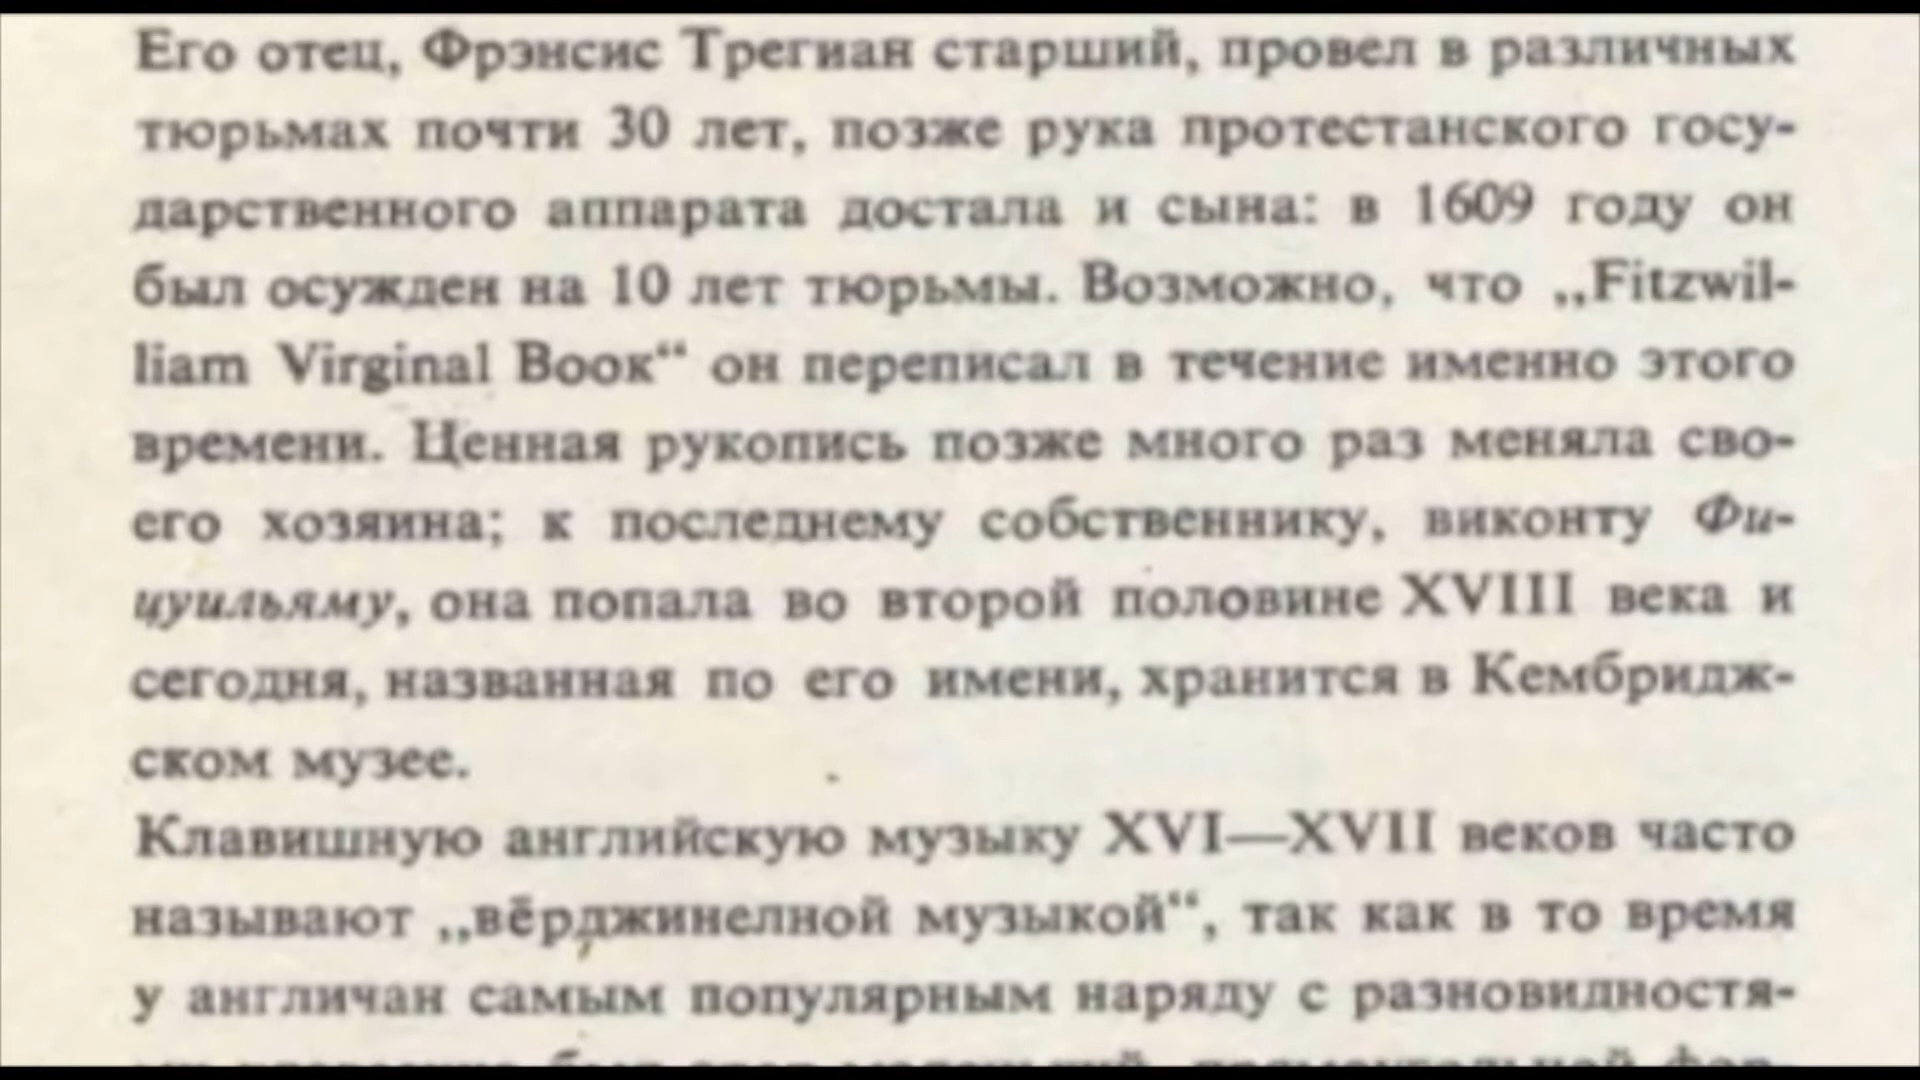 Его отец, Фрэнсис Трегиан старший, провел в различных
тюрьмах почти 30 лет, позже рука протестанского госу-
дарственного аппарата достала и сына: в 1609 году он
был осужден на 10 лет тюрьмы. Возможно, что „Fitzwil-
liam Virginal Book“ он переписал в течение именно этого
времени. Ценная рукопись позже много раз меняла сво-
его хозяина; к последнему собственнику, виконту Фи-
цуильяму, она попала во второй половине XVIII века и
сегодня, названная по его имени, хранится в Кембридж-
ском музее.
Клавишную английскую музыку XVI—XVII веков часто
называют „вёрджинелной музыкой“, так как в то время
у англичан самым популярным наряду с разновидностя-